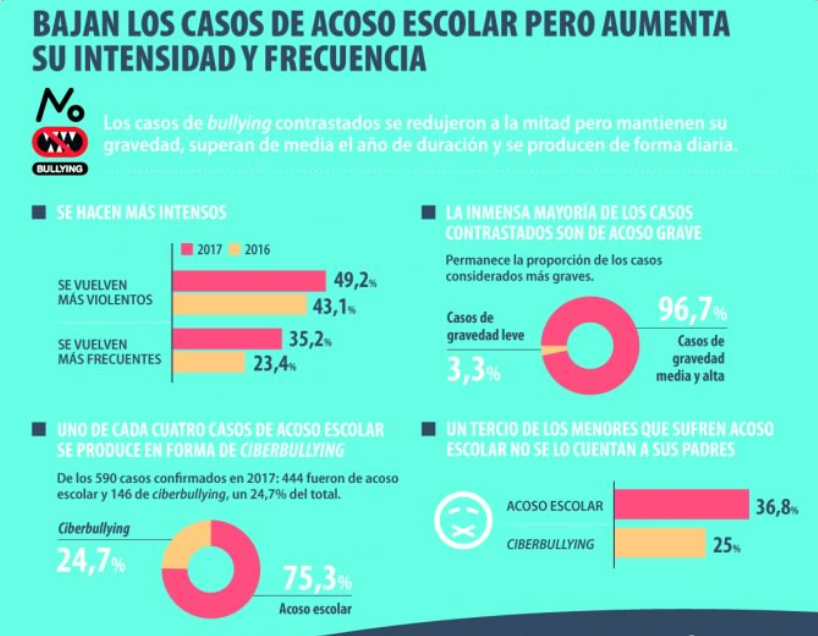 BAJAN LOS CASOS DE ACOSO ESCOLAR PERO AUMENTA
SU INTENSIDAD Y FRECUENCIA
No
BULLYING
Los casos de bullying contrastados se redujeron a la mitad pero mantienen su
gravedad, superan de media el año de duración y se producen de forma diaria.
SE HACEN MÁS INTENSOS
2017 2016
SE VUELVEN
MÁS VIOLENTOS
49,2%
43,1%
SE VUELVEN
MÁS FRECUENTES
35,2%
23,4%
LA INMENSA MAYORÍA DE LOS CASOS
CONTRASTADOS SON DE ACOSO GRAVE
Permanece la proporción de los casos
considerados más graves.
Casos de
gravedad leve
3,3%
96,7%
Casos de
gravedad
media y alta
UNO DE CADA CUATRO CASOS DE ACOSO ESCOLAR
SE PRODUCE EN FORMA DE CIBERBULLYING
De los 590 casos confirmados en 2017: 444 fueron de acoso
escolar y 146 de ciberbullying, un 24,7% del total.
Ciberbullying
24,7%
75,3%
Acoso escolar
UN TERCIO DE LOS MENORES QUE SUFREN ACOSO
ESCOLAR NO SE LO CUENTAN A SUS PADRES
ACOSO ESCOLAR
36,8%
CIBERBULLYING
25%